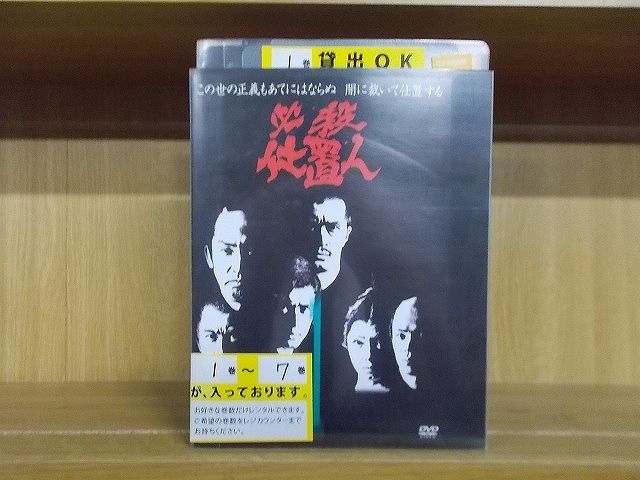 1巻 貸出OK
この世の正義もあてにはならぬ 闇に裁いて仕置する
必殺
仕置人
1巻〜7巻
が、入っております。
お好きな巻数だけレンタルできます。
ご希望の巻数をレジカウンターまで
お持ちください。
DVD